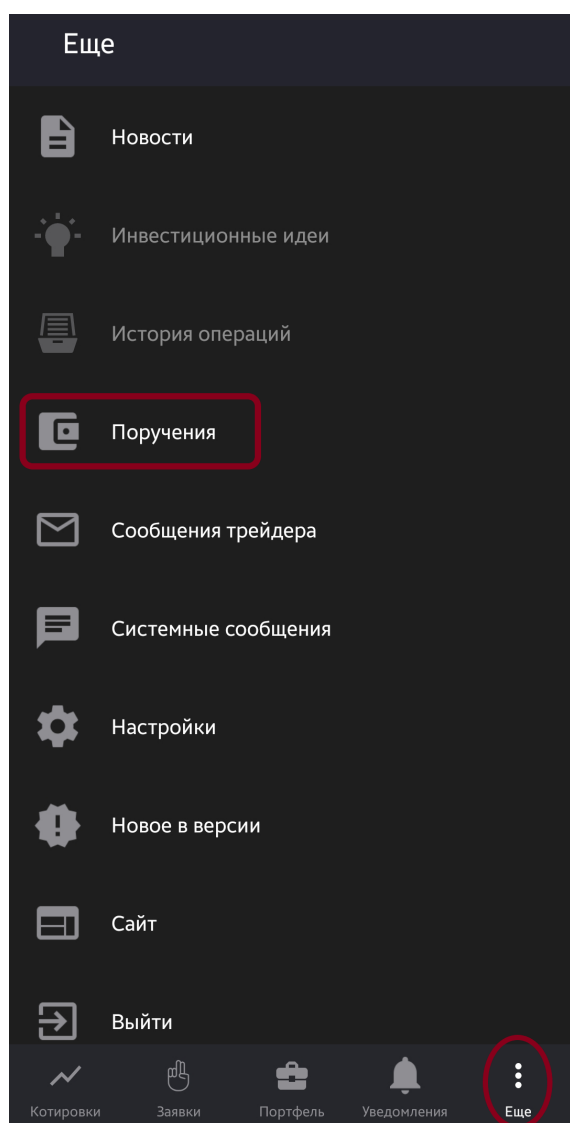 Еще
Новости
Инвестиционные идеи
История операций
Поручения
Сообщения трейдера
Системные сообщения
Настройки
Новое в версии
Сайт
Выйти
Котировки Заявки Портфель Уведомления Еще